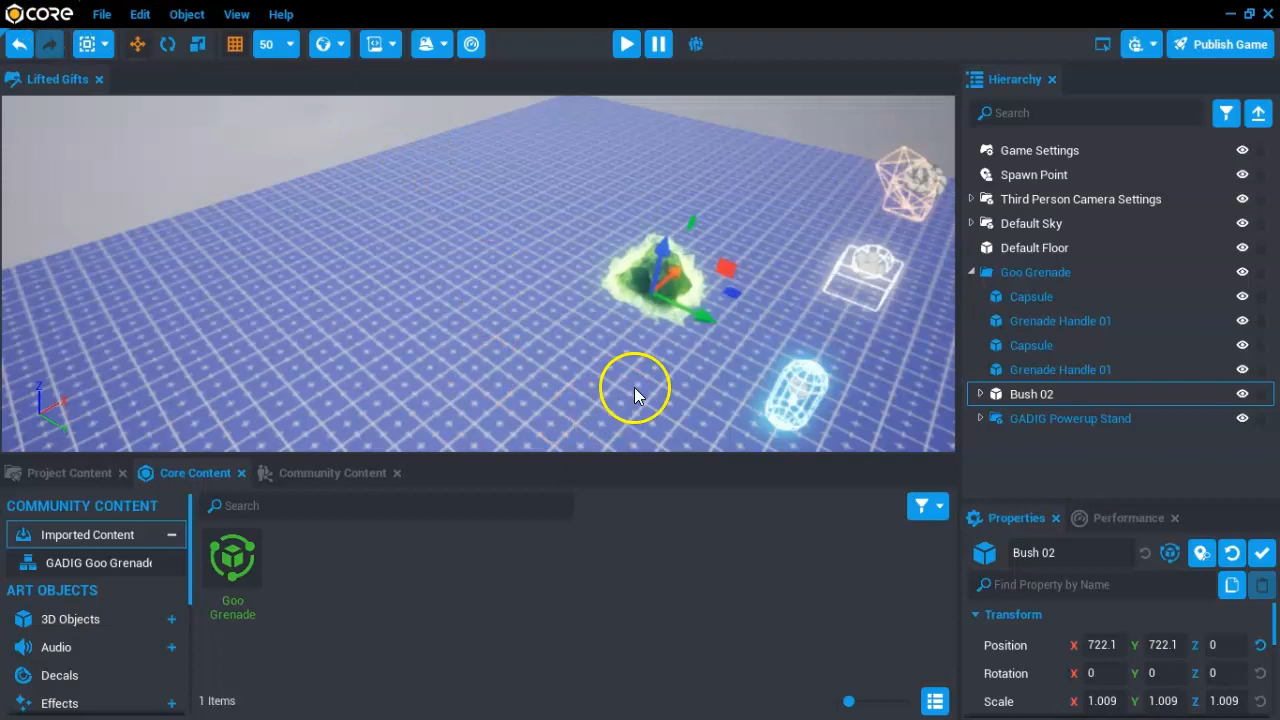 CORE File Edit Object View Help
50 Publish Game
Lifted Gifts
Hierarchy
Search
Game Settings
Spawn Point
Third Person Camera Settings
Default Sky
Default Floor
Goo Grenade
Capsule
Grenade Handle 01
Capsule
Grenade Handle 01
Bush 02
GADIG Powerup Stand
Z
X
Project Content Core Content Community Content
COMMUNITY CONTENT
Imported Content
GADIG Goo Grenade
ART OBJECTS
3D Objects
Audio
Decals
Effects
Search
Goo
Grenade
1 Items
Properties Performance
Bush 02
Find Property by Name
Transform
Position X 722.1 Y 722.1 Z 0
Rotation X 0 Y 0 Z 0
Scale X 1.009 Y 1.009 Z 1.009